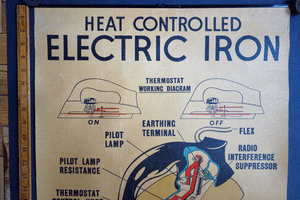 HEAT CONTROLLED
ELECTRIC IRON
THERMOSTAT
WORKING DIAGRAM
ON
OFF
EARTHING
TERMINAL
FLEX
PILOT
LAMP
RADIO
INTERFERENCE
SUPPRESSOR
PILOT LAMP
RESISTANCE
THERMOSTAT